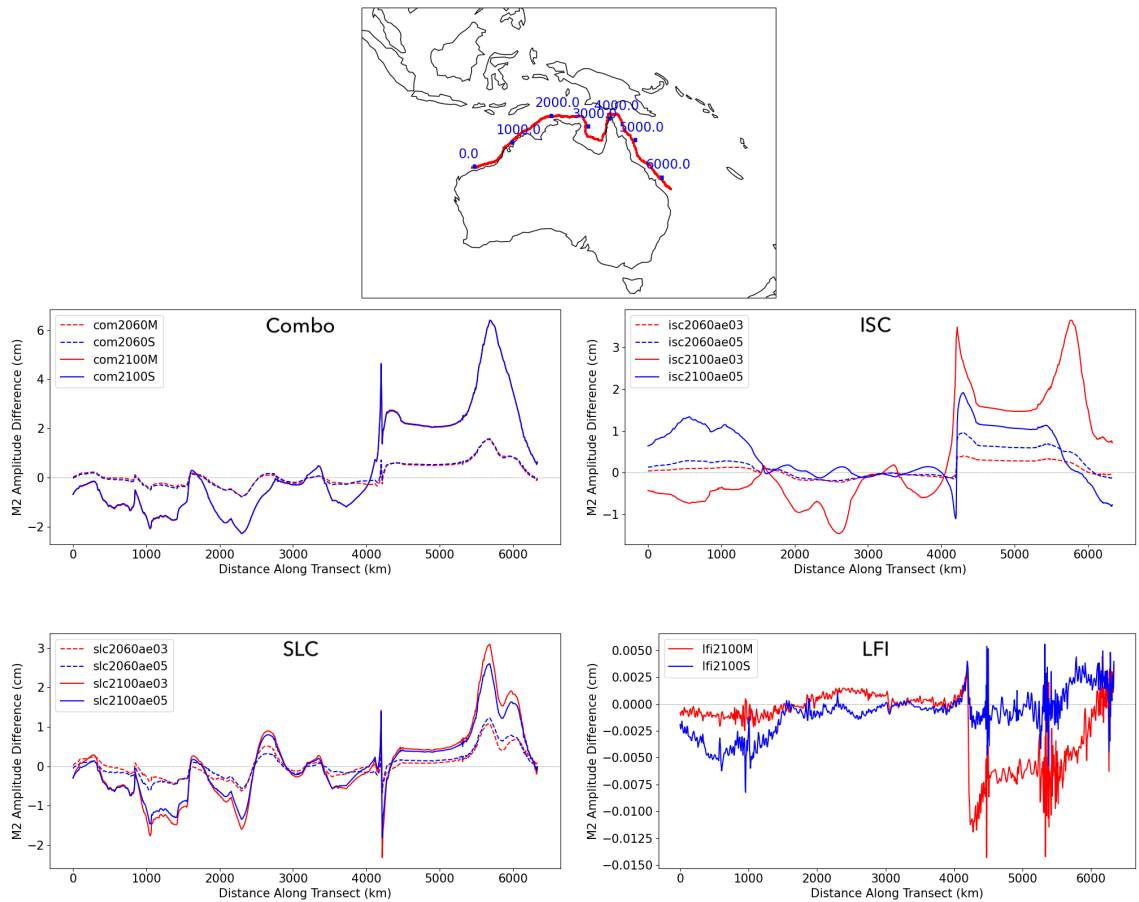 0.0
1000.0
2000.0
3000.0
4000.0
5000.0
6000.0
Combo
com2060M
com2060S
com2100M
com2100S
M2 Amplitude Difference (cm)
6
4
2
0
−2
0 1000 2000 3000 4000 5000 6000
Distance Along Transect (km)
ISC
isc2060ae03
isc2060ae05
isc2100ae03
isc2100ae05
M2 Amplitude Difference (cm)
3
2
1
0
−1
0 1000 2000 3000 4000 5000 6000
Distance Along Transect (km)
SLC
slc2060ae03
slc2060ae05
slc2100ae03
slc2100ae05
M2 Amplitude Difference (cm)
3
2
1
0
−1
−2
0 1000 2000 3000 4000 5000 6000
Distance Along Transect (km)
LFI
lfi2100M
lfi2100S
M2 Amplitude Difference (cm)
0.0050
0.0025
0.0000
−0.0025
−0.0050
−0.0075
−0.0100
−0.0125
−0.0150
0 1000 2000 3000 4000 5000 6000
Distance Along Transect (km)